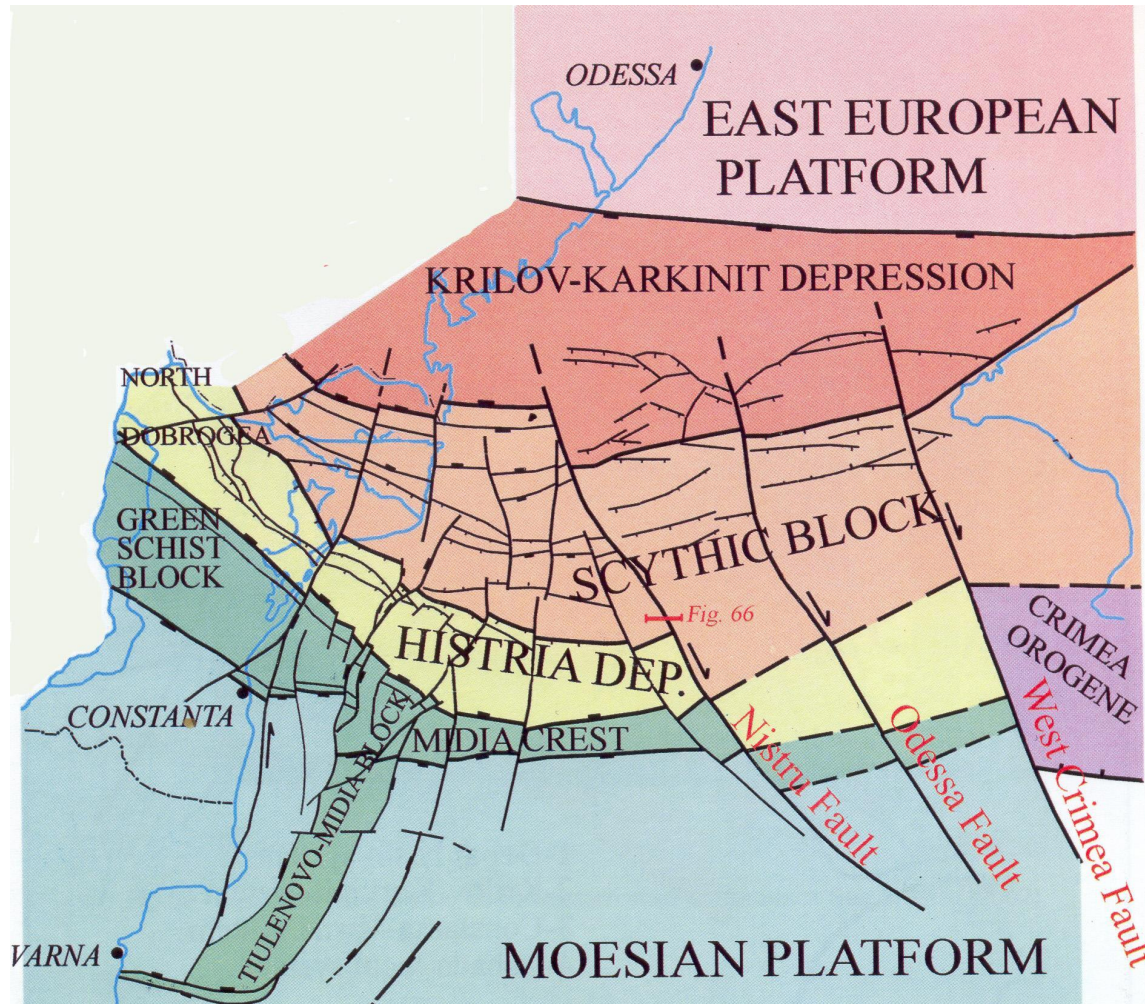 ODESSA
EAST EUROPEAN
PLATFORM
KRILOV-KARKINIT DEPRESSION
NORTH
DOBROGEA
GREEN
SCHIST
BLOCK
SCYTHIC BLOCK
Fig. 66
HISTRIA DEP.
CRIMEA
OROGENE
CONSTANTA
MIDIA CREST
TIULENOVO-MIDIA BLOCK
Nistru Fault
Odessa Fault
West Crimea Fault
VARNA
MOESIAN PLATFORM